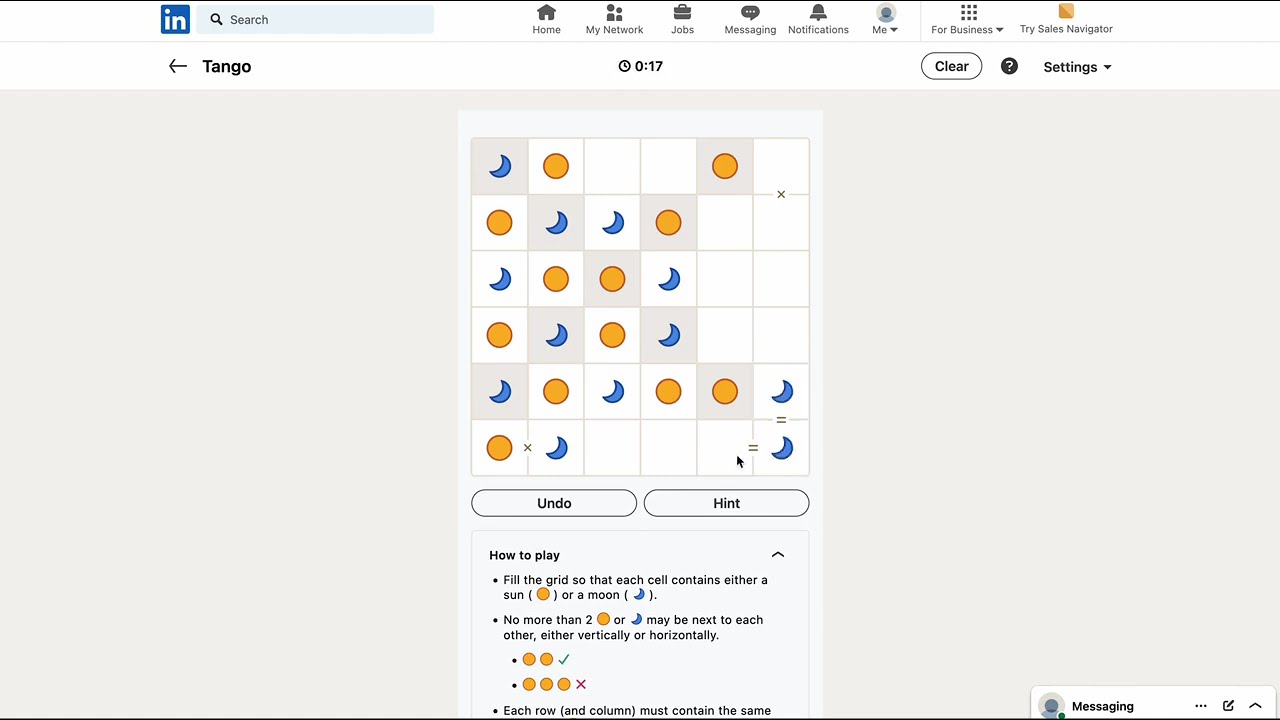 in
Search
Home
My Network
Jobs
Messaging
Notifications
Me
For Business
Try Sales Navigator
Tango
0:17
Clear
?
Settings
×
×
=
=
Undo
Hint
How to play
• Fill the grid so that each cell contains either a
sun ( ) or a moon ( ).
• No more than 2 or may be next to each
other, either vertically or horizontally.
• Each row (and column) must contain the same
Messaging